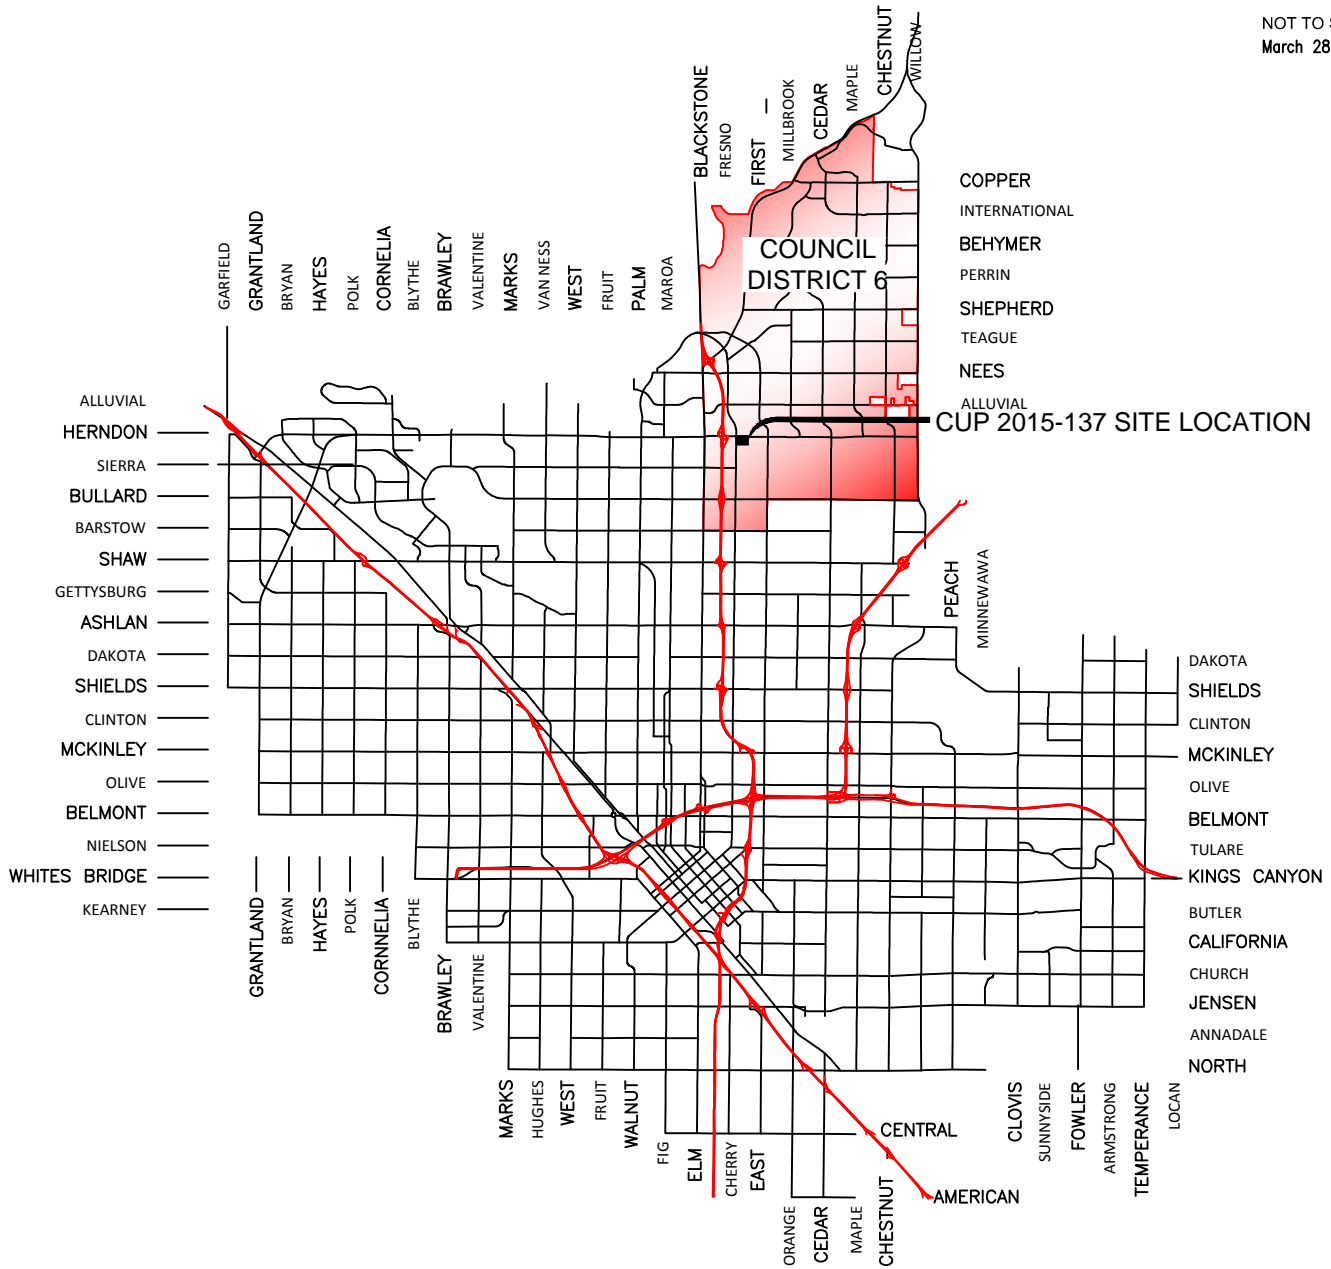 NOT TO
March 28
BLACKSTONE
FRESNO
FIRST
MILLBROOK
CEDAR
MAPLE
CHESTNUT
WILLOW
COPPER
INTERNATIONAL
BEHYMER
PERRIN
SHEPHERD
TEAGUE
NEES
ALLUVIAL
COUNCIL
DISTRICT 6
CUP 2015-137 SITE LOCATION
GARFIELD
GRANTLAND
BRYAN
HAYES
POLK
CORNELIA
BLYTHE
BRAWLEY
VALENTINE
MARKS
VAN NESS
WEST
FRUIT
PALM
MAROA
ALLUVIAL
HERNDON
SIERRA
BULLARD
BARSTOW
SHAW
GETTYSBURG
ASHLAN
DAKOTA
SHIELDS
CLINTON
MCKINLEY
OLIVE
BELMONT
NIELSON
WHITES BRIDGE
KEARNEY
PEACH
MINNEWAWA
DAKOTA
SHIELDS
CLINTON
MCKINLEY
OLIVE
BELMONT
TULARE
KINGS CANYON
BUTLER
CALIFORNIA
CHURCH
JENSEN
ANNADALE
NORTH
GRANTLAND
BRYAN
HAYES
POLK
CORNELIA
BLYTHE
BRAWLEY
VALENTINE
MARKS
HUGHES
WEST
FRUIT
WALNUT
FIG
ELM
CHERRY
EAST
ORANGE
CEDAR
MAPLE
CHESTNUT
CENTRAL
AMERICAN
CLOVIS
SUNNYSIDE
FOWLER
ARMSTRONG
TEMPERANCE
LOCAN